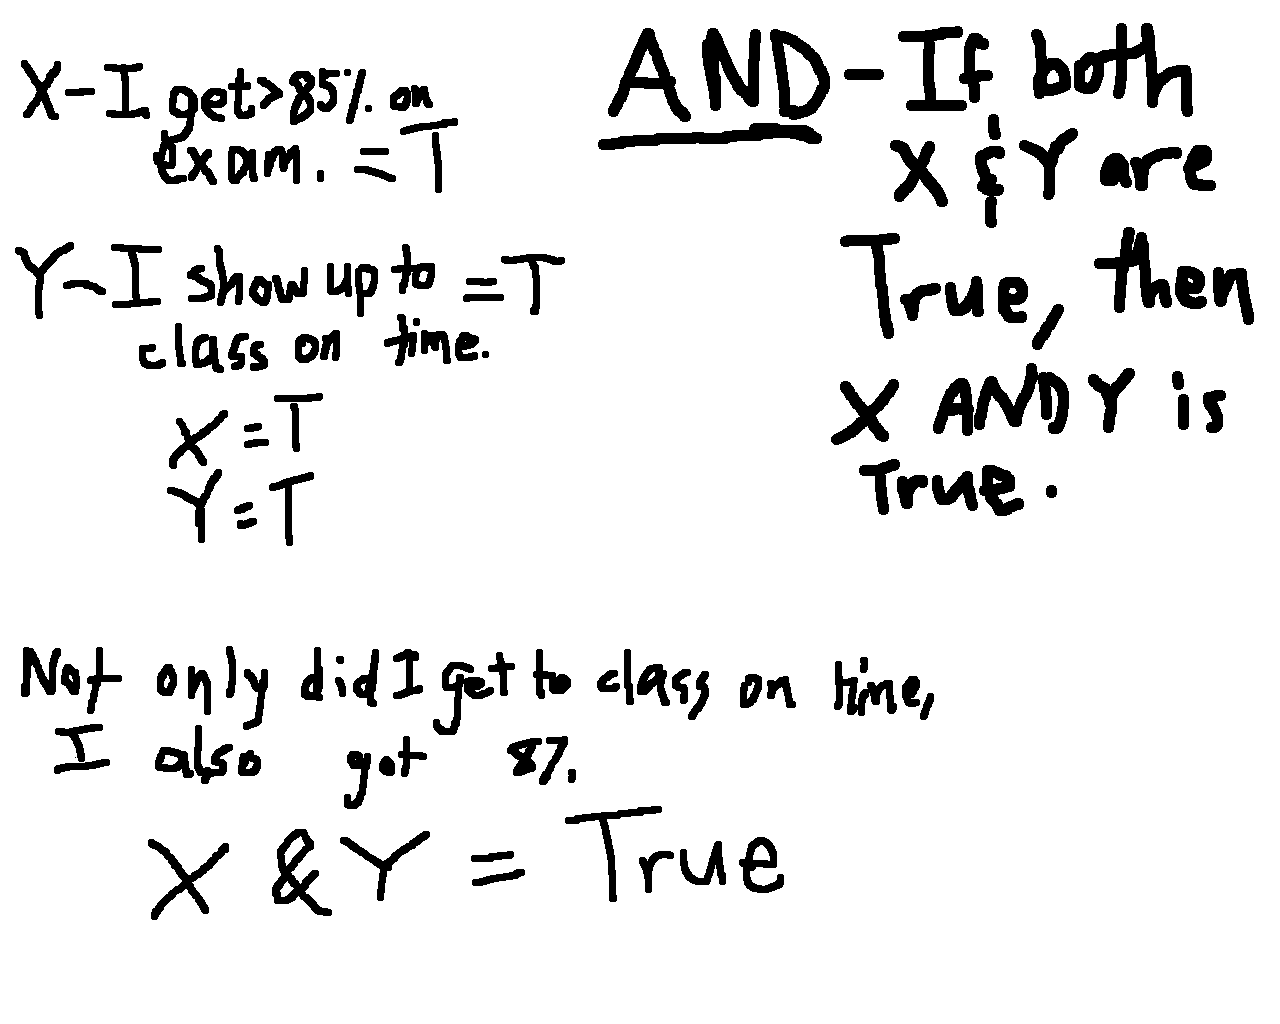 X-I get>85% on
exam. = T
Y-I show up to = T
class on time.
X = T
Y = T
AND-If both
X & Y are
True, then
X AND Y is
True.
Not only did I get to class on time,
I also got 87.
X & Y = True